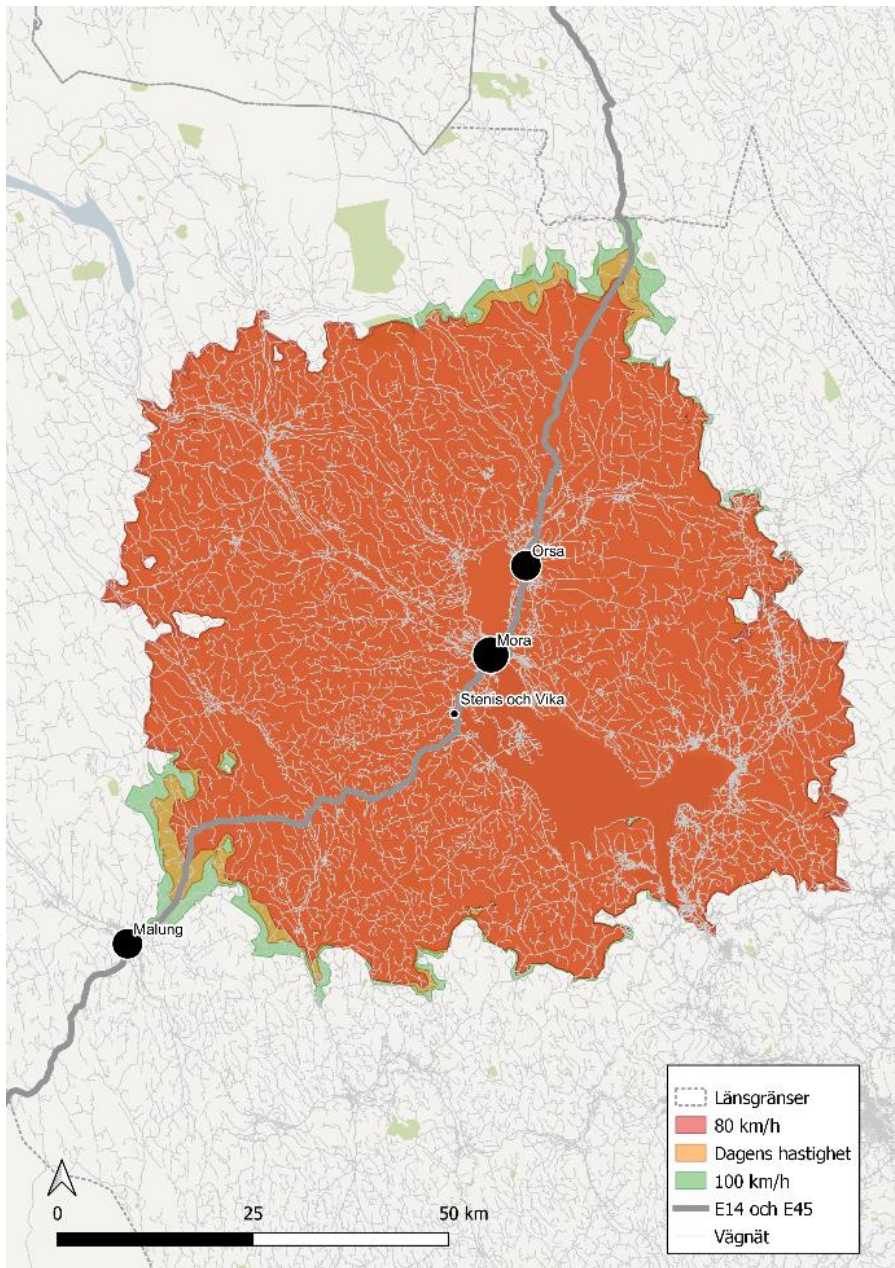 Orsa
Mora
Stenis och Vika
Malung
Länsgränser
80 km/h
Dagens hastighet
100 km/h
E14 och E45
Vägnät
0 25 50 km